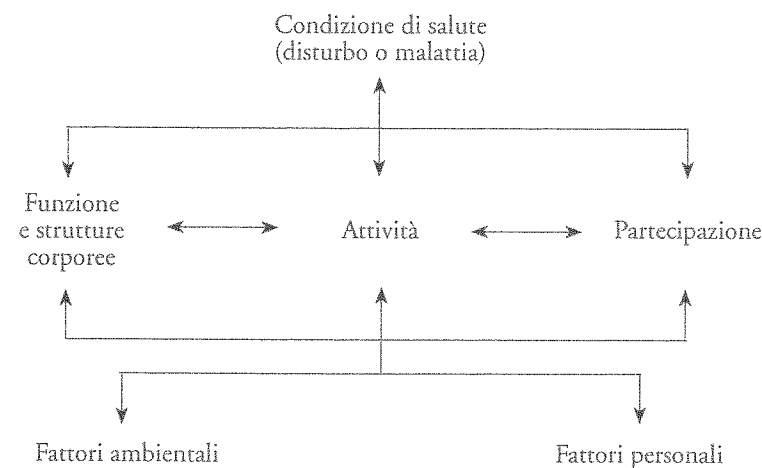 Condizione di salute
(disturbo o malattia)
Funzione
e strutture
corporee
Attività
Partecipazione
Fattori ambientali
Fattori personali